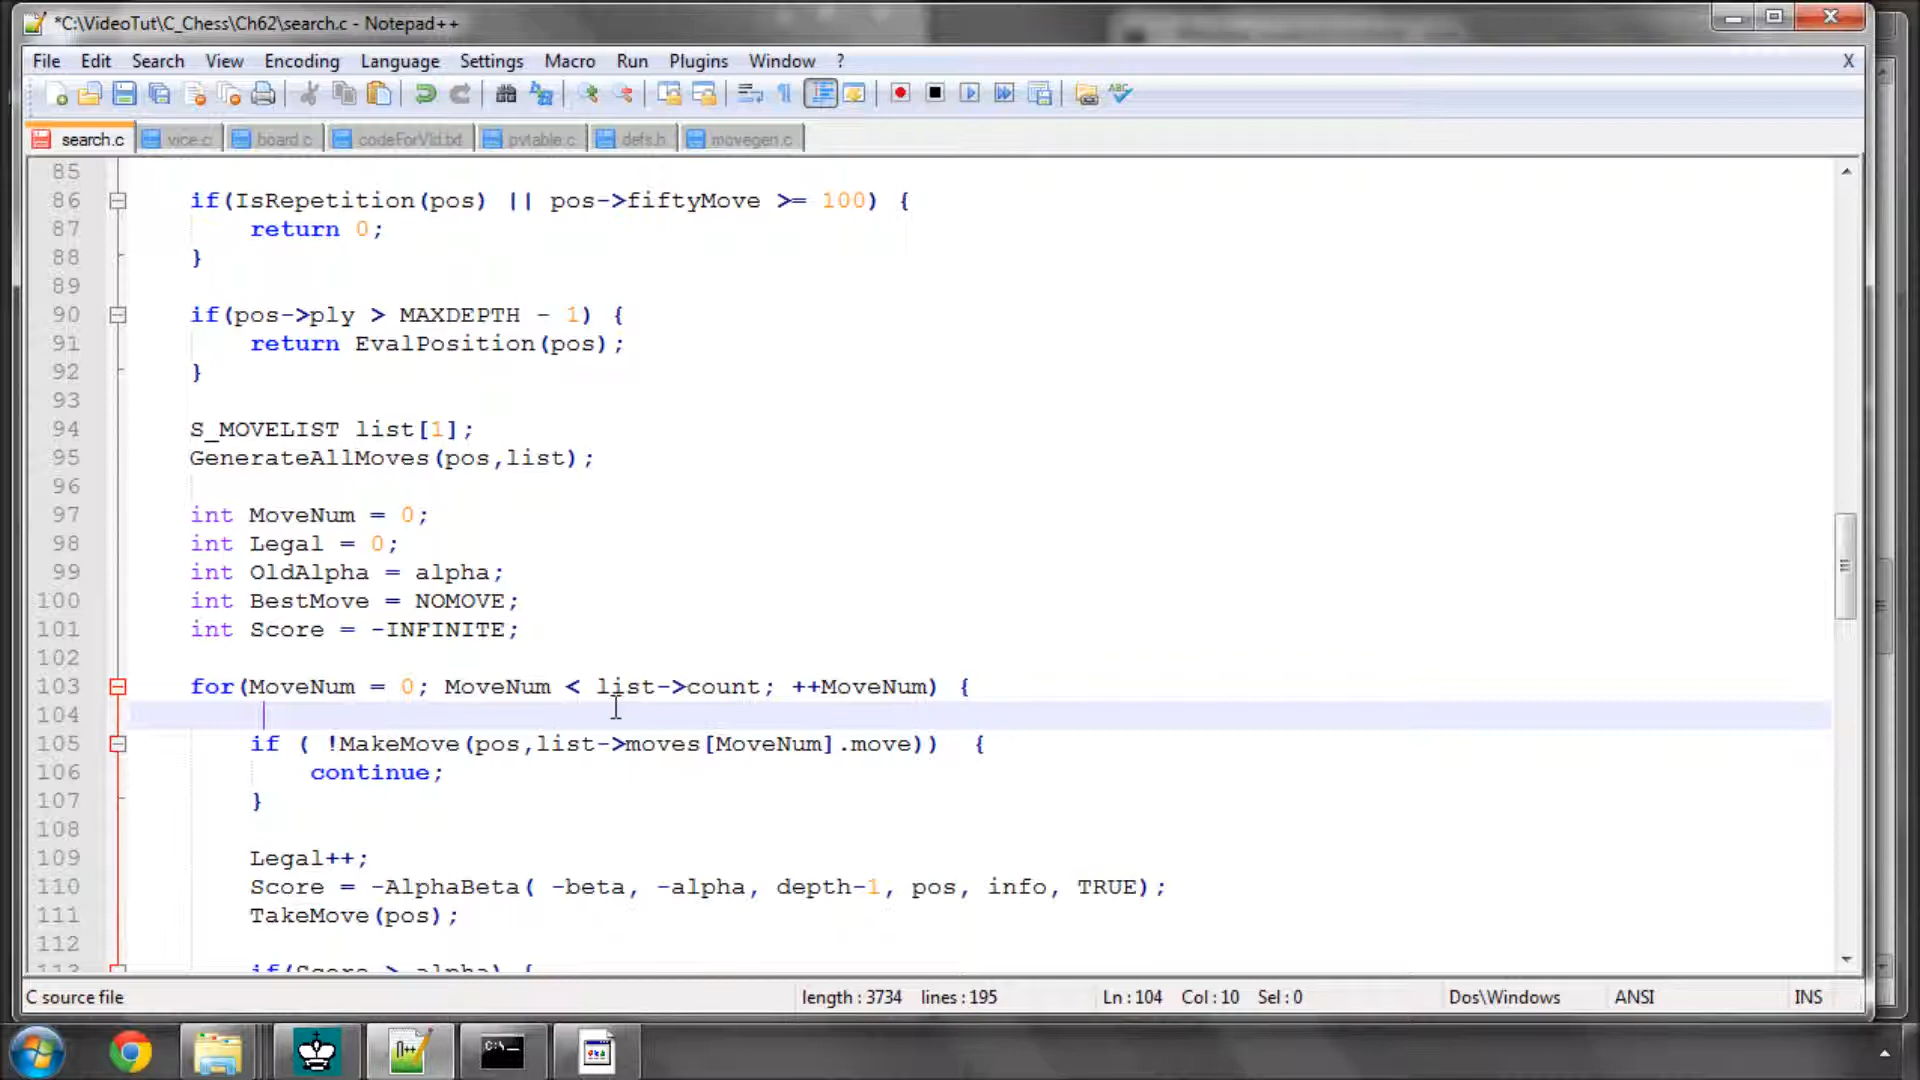 *C:\VideoTut\C_Chess\Ch62\search.c - Notepad++
File Edit Search View Encoding Language Settings Macro Run Plugins Window ? X
search.c vice.c board.c codeForVid.txt pvtable.c defs.h movegen.c
85
86 if(IsRepetition(pos) || pos->fiftyMove >= 100) {
87 return 0;
88 }
89
90 if(pos->ply > MAXDEPTH - 1) {
91 return EvalPosition(pos);
92 }
93
94 S_MOVELIST list[1];
95 GenerateAllMoves(pos,list);
96
97 int MoveNum = 0;
98 int Legal = 0;
99 int OldAlpha = alpha;
100 int BestMove = NOMOVE;
101 int Score = -INFINITE;
102
103 for(MoveNum = 0; MoveNum < list->count; ++MoveNum) {
104
105 if ( !MakeMove(pos,list->moves[MoveNum].move)) {
106 continue;
107 }
108
109 Legal++;
110 Score = -AlphaBeta( -beta, -alpha, depth-1, pos, info, TRUE);
111 TakeMove(pos);
112
113 if(Score > alpha) {
C source file length : 3734 lines : 195 Ln : 104 Col : 10 Sel : 0 Dos\Windows ANSI INS